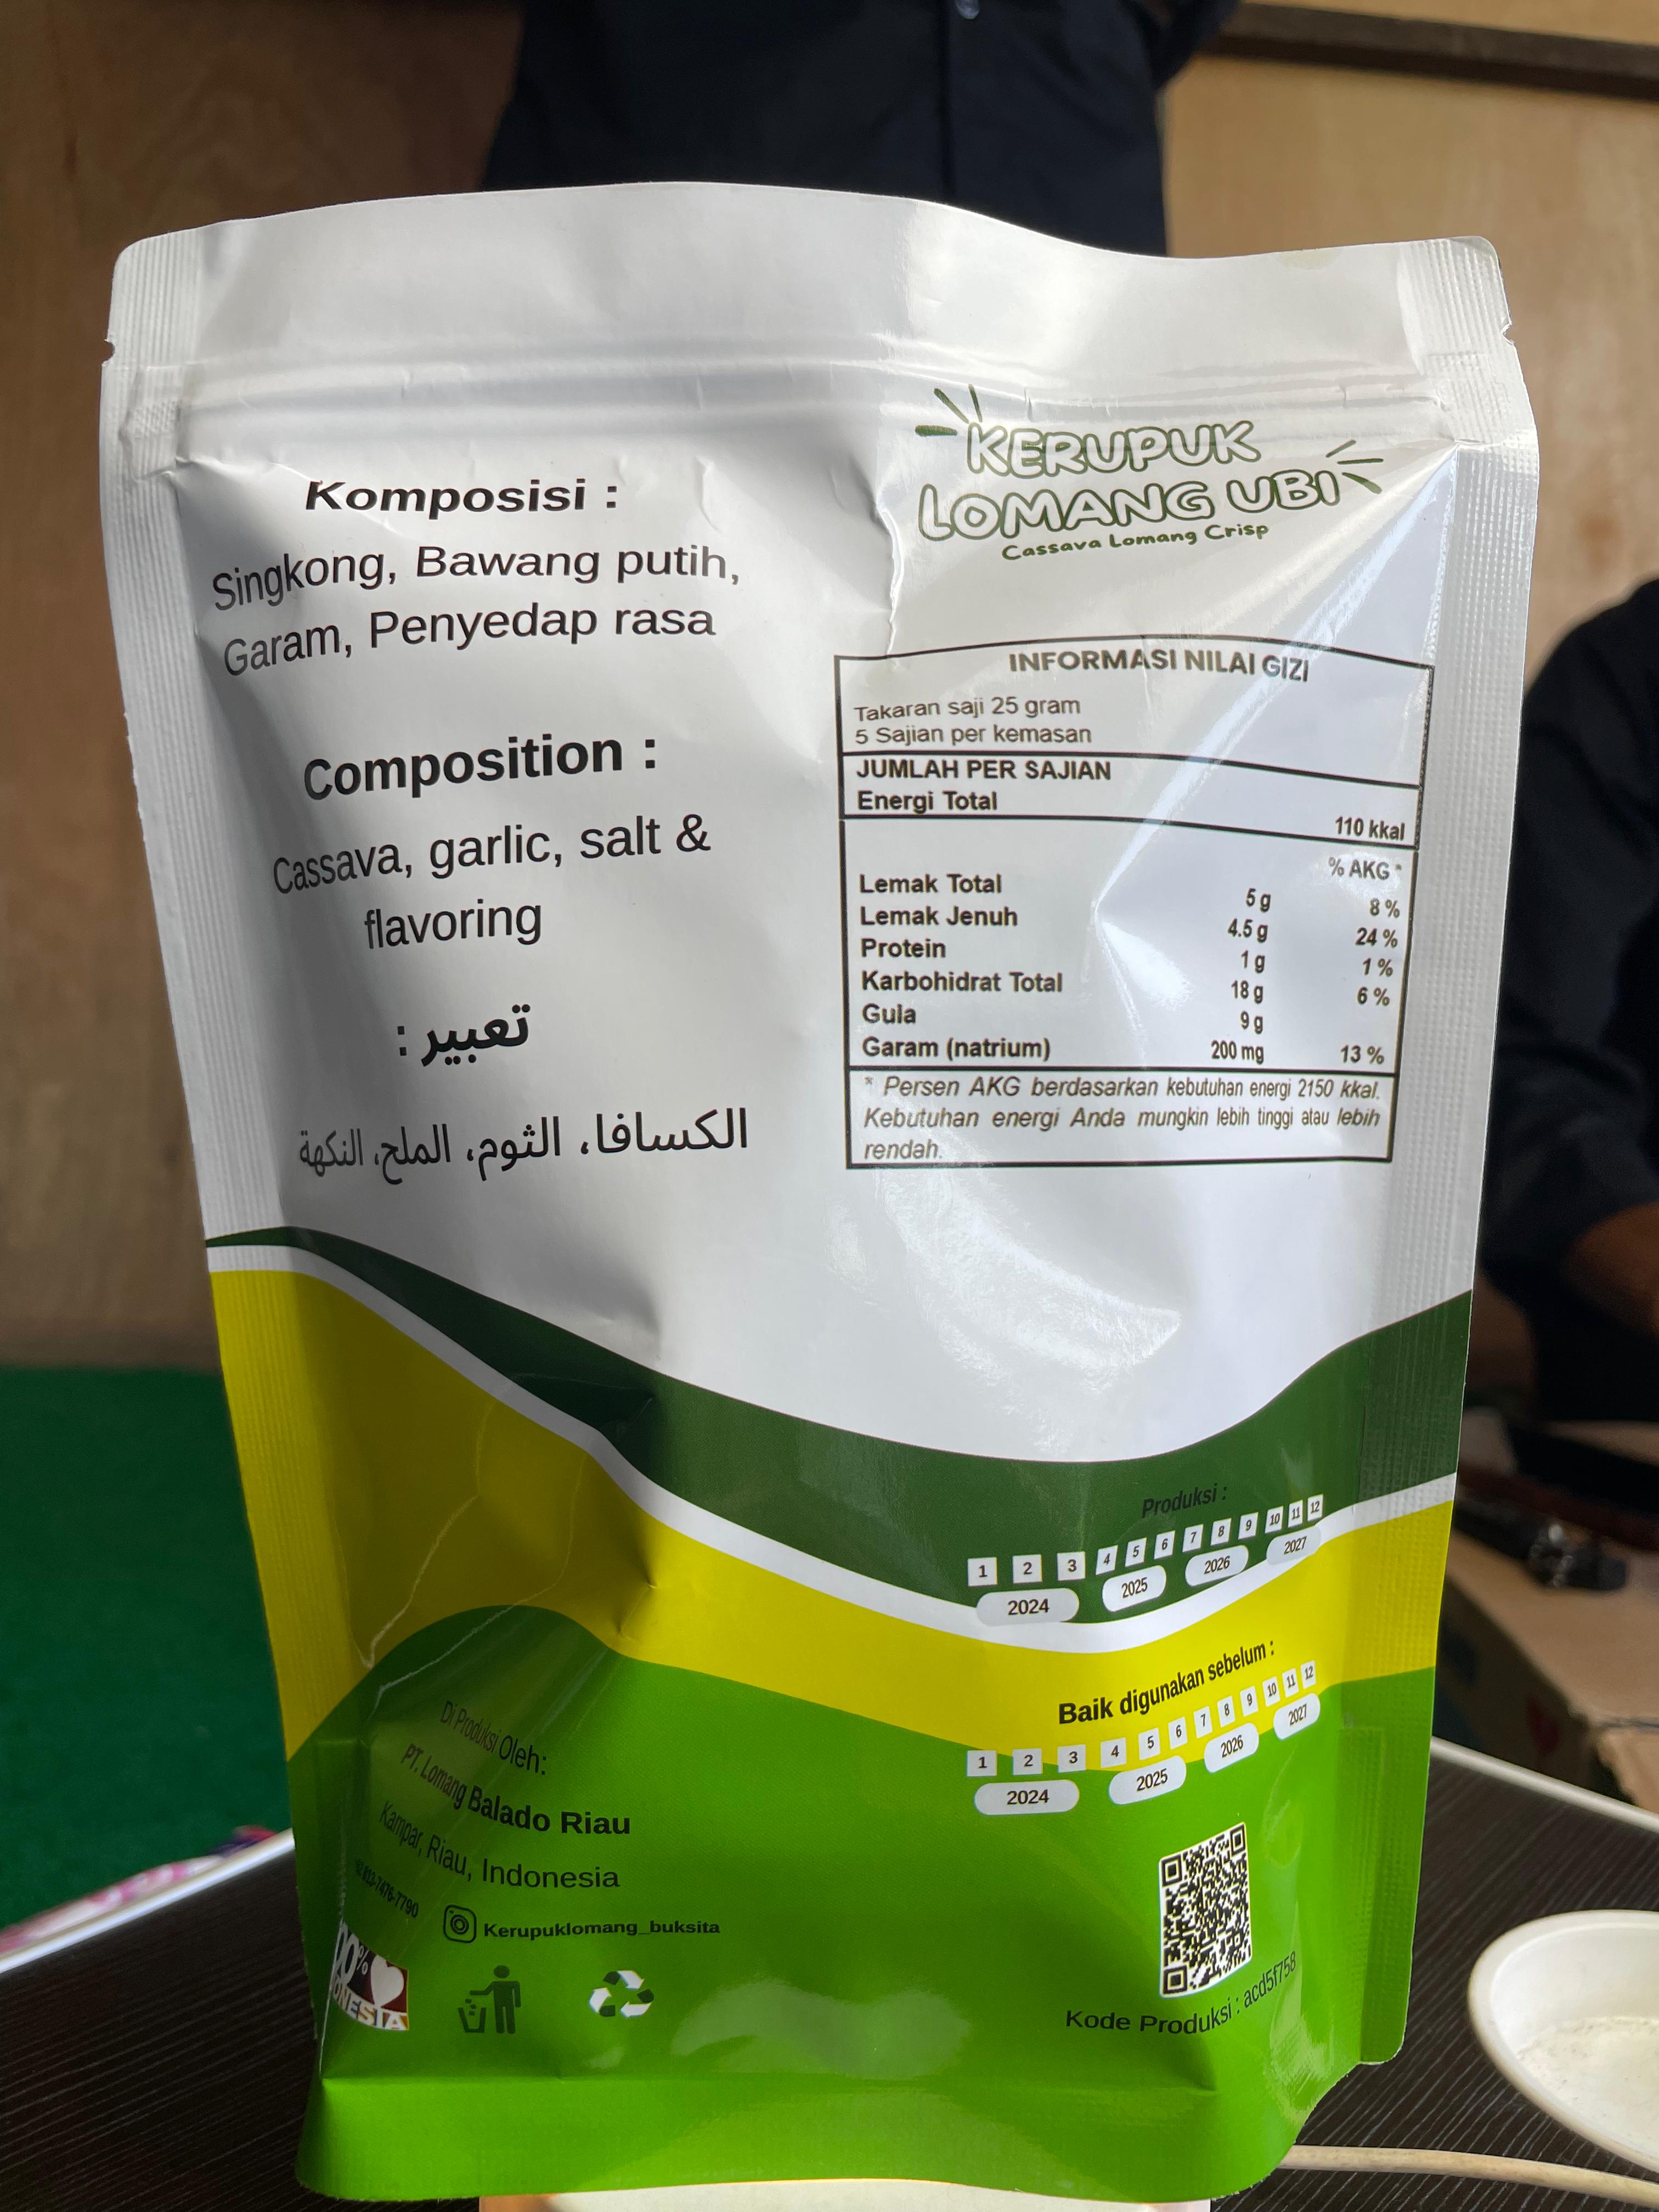 Komposisi :
Singkong, Bawang putih,
Garam, Penyedap rasa
Composition :
Cassava, garlic, salt &
flavoring
تعبير :
الكسافا، الثوم، الملح، النكهة
KERUPUK
LOMANG UBI
Cassava Lomang Crisp
INFORMASI NILAI GIZI
Takaran saji 25 gram
5 Sajian per kemasan
JUMLAH PER SAJIAN
Energi Total 110 kkal
% AKG *
Lemak Total 5 g 8 %
Lemak Jenuh 4.5 g 24 %
Protein 1 g 1 %
Karbohidrat Total 18 g 6 %
Gula 9 g
Garam (natrium) 200 mg 13 %
* Persen AKG berdasarkan kebutuhan energi 2150 kkal.
Kebutuhan energi Anda mungkin lebih tinggi atau lebih
rendah.
Produksi :
1 2 3 4 5 6 7 8 9 10 11 12
2024 2025 2026 2027
Baik digunakan sebelum :
1 2 3 4 5 6 7 8 9 10 11 12
2024 2025 2026 2027
Di Produksi Oleh:
PT. Lomang Balado Riau
Kampar, Riau, Indonesia
Kerupuklomang_buksita
Kode Produksi : acd5f758